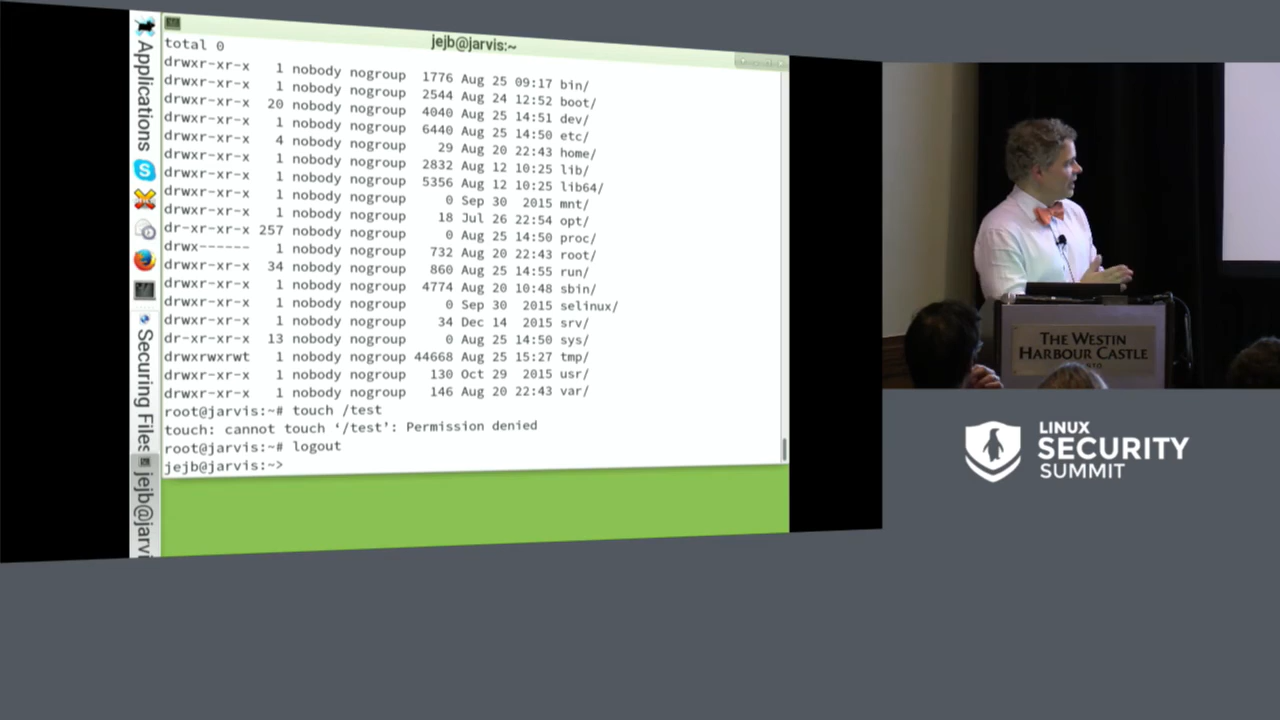 Applications
Securing Files
jejb@jarvi
jejb@jarvis:~
total 0
drwxr-xr-x 1 nobody nogroup 1776 Aug 25 09:17 bin/
drwxr-xr-x 1 nobody nogroup 2544 Aug 24 12:52 boot/
drwxr-xr-x 20 nobody nogroup 4040 Aug 25 14:51 dev/
drwxr-xr-x 1 nobody nogroup 6440 Aug 25 14:50 etc/
drwxr-xr-x 4 nobody nogroup 29 Aug 20 22:43 home/
drwxr-xr-x 1 nobody nogroup 2832 Aug 12 10:25 lib/
drwxr-xr-x 1 nobody nogroup 5356 Aug 12 10:25 lib64/
drwxr-xr-x 1 nobody nogroup 0 Sep 30 2015 mnt/
drwxr-xr-x 1 nobody nogroup 18 Jul 26 22:54 opt/
dr-xr-xr-x 257 nobody nogroup 0 Aug 25 14:50 proc/
drwx------ 1 nobody nogroup 732 Aug 20 22:43 root/
drwxr-xr-x 34 nobody nogroup 860 Aug 25 14:55 run/
drwxr-xr-x 1 nobody nogroup 4774 Aug 20 10:48 sbin/
drwxr-xr-x 1 nobody nogroup 0 Sep 30 2015 selinux/
drwxr-xr-x 1 nobody nogroup 34 Dec 14 2015 srv/
dr-xr-xr-x 13 nobody nogroup 0 Aug 25 14:50 sys/
drwxrwxrwt 1 nobody nogroup 44668 Aug 25 15:27 tmp/
drwxr-xr-x 1 nobody nogroup 130 Oct 29 2015 usr/
drwxr-xr-x 1 nobody nogroup 146 Aug 20 22:43 var/
root@jarvis:~# touch /test
touch: cannot touch ‘/test’: Permission denied
root@jarvis:~# logout
jejb@jarvis:~>
THE WESTIN
HARBOUR CASTLE
LINUX
SECURITY
SUMMIT